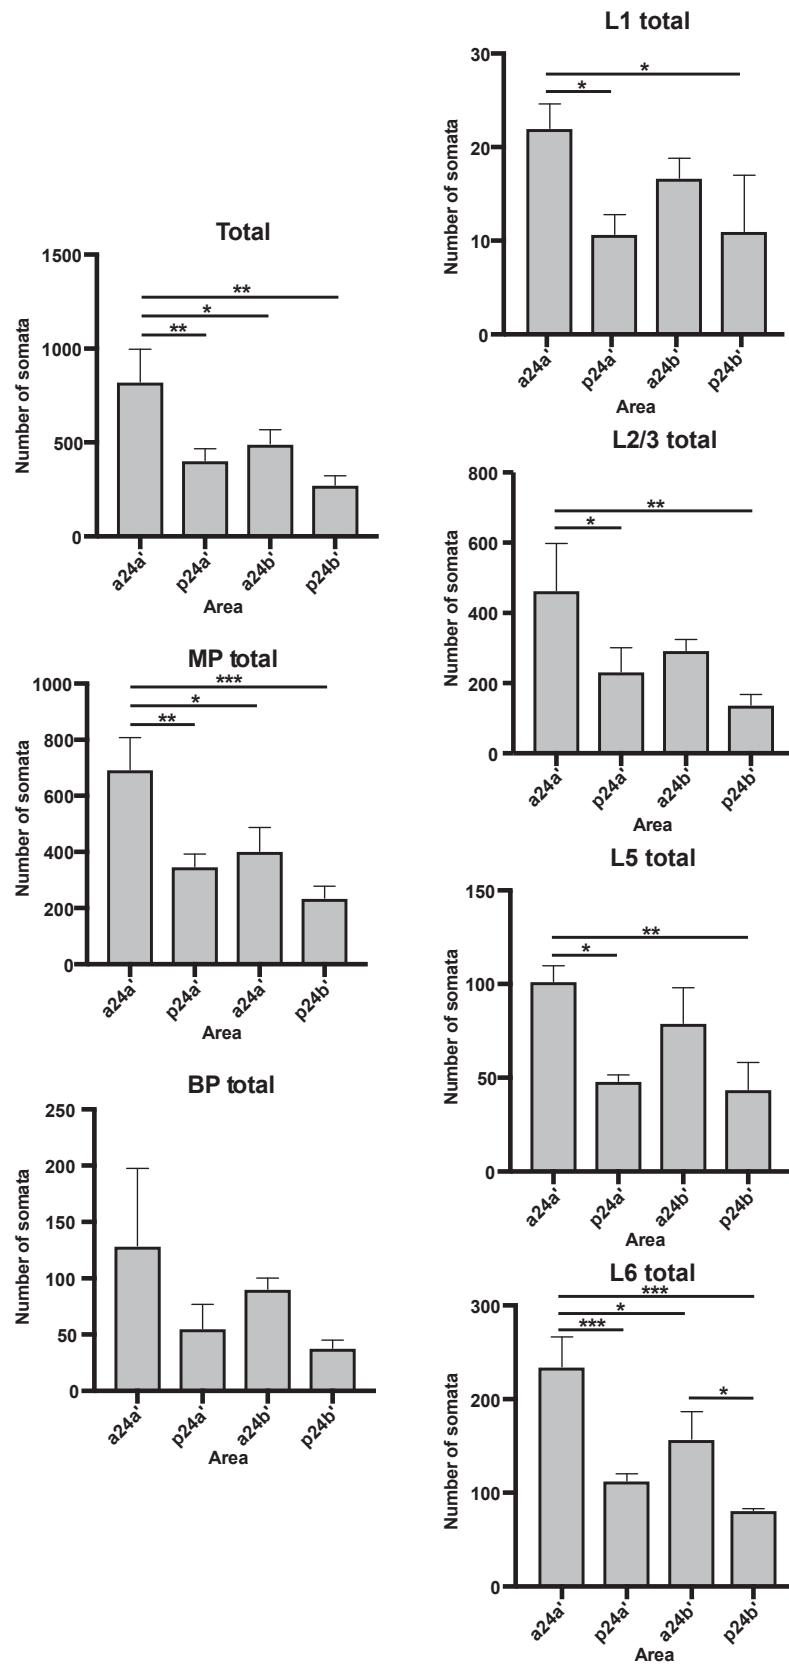 Total
Number of somata
1500
1000
500
0
**
*
**
a24a'
p24a'
a24b'
p24b'
Area
MP total
Number of somata
1000
800
600
400
200
0
***
*
**
a24a'
p24a'
a24a'
p24b'
Area
BP total
Number of somata
250
200
150
100
50
0
a24a'
p24a'
a24b'
p24b'
Area
L1 total
Number of somata
30
20
10
0
*
*
a24a'
p24a'
a24b'
p24b'
Area
L2/3 total
Number of somata
800
600
400
200
0
**
*
a24a'
p24a'
a24b'
p24b'
Area
L5 total
Number of somata
150
100
50
0
**
*
a24a'
p24a'
a24b'
p24b'
Area
L6 total
Number of somata
300
200
100
0
***
*
***
*
a24a'
p24a'
a24b'
p24b'
Area